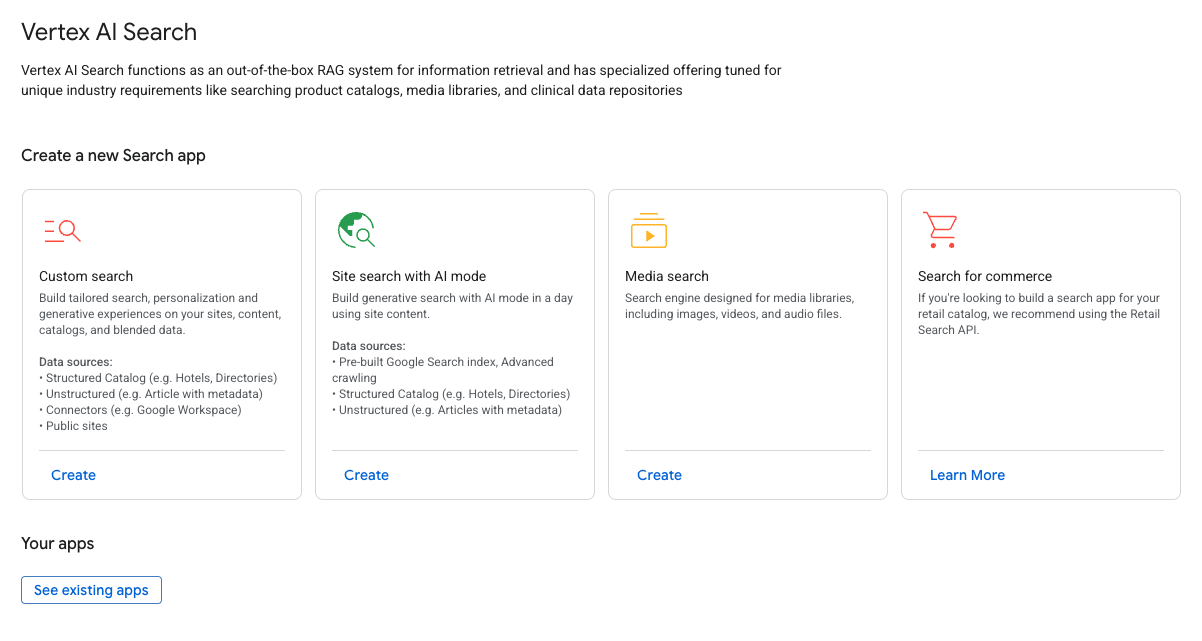 Vertex AI Search
Vertex AI Search functions as an out-of-the-box RAG system for information retrieval and has specialized offering tuned for
unique industry requirements like searching product catalogs, media libraries, and clinical data repositories
Create a new Search app
Custom search
Build tailored search, personalization and
generative experiences on your sites, content,
catalogs, and blended data.
Data sources:
• Structured Catalog (e.g. Hotels, Directories)
• Unstructured (e.g. Article with metadata)
• Connectors (e.g. Google Workspace)
• Public sites
Create
Site search with AI mode
Build generative search with AI mode in a day
using site content.
Data sources:
• Pre-built Google Search index, Advanced
crawling
• Structured Catalog (e.g. Hotels, Directories)
• Unstructured (e.g. Articles with metadata)
Create
Media search
Search engine designed for media libraries,
including images, videos, and audio files.
Create
Search for commerce
If you're looking to build a search app for your
retail catalog, we recommend using the Retail
Search API.
Learn More
Your apps
See existing apps